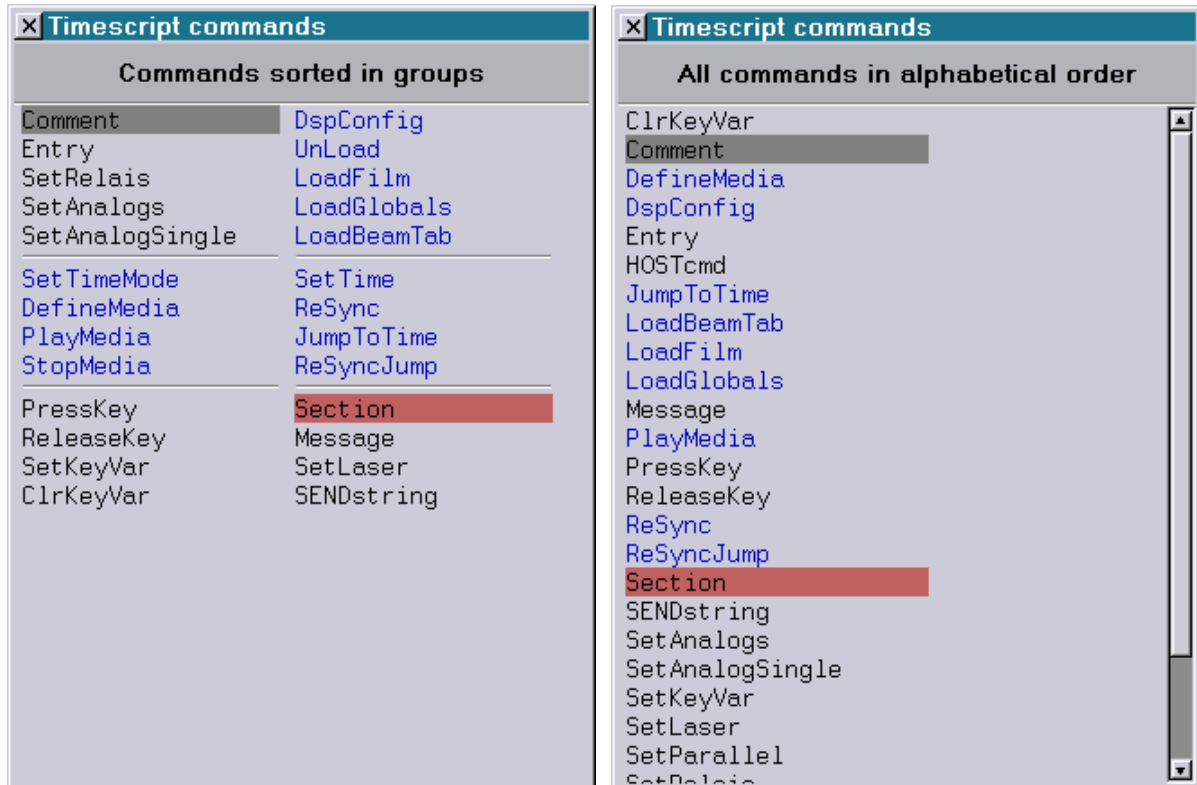 Timescript commands
Commands sorted in groups
Comment DspConfig
Entry UnLoad
SetRelais LoadFilm
SetAnalogs LoadGlobals
SetAnalogSingle LoadBeamTab
SetTimeMode SetTime
DefineMedia ReSync
PlayMedia JumpToTime
StopMedia ReSyncJump
PressKey Section
ReleaseKey Message
SetKeyVar SetLaser
ClrKeyVar SENDstring
Timescript commands
All commands in alphabetical order
ClrKeyVar
Comment
DefineMedia
DspConfig
Entry
HOSTcmd
JumpToTime
LoadBeamTab
LoadFilm
LoadGlobals
Message
PlayMedia
PressKey
ReleaseKey
ReSync
ReSyncJump
Section
SENDstring
SetAnalogs
SetAnalogSingle
SetKeyVar
SetLaser
SetParallel
SetRelais